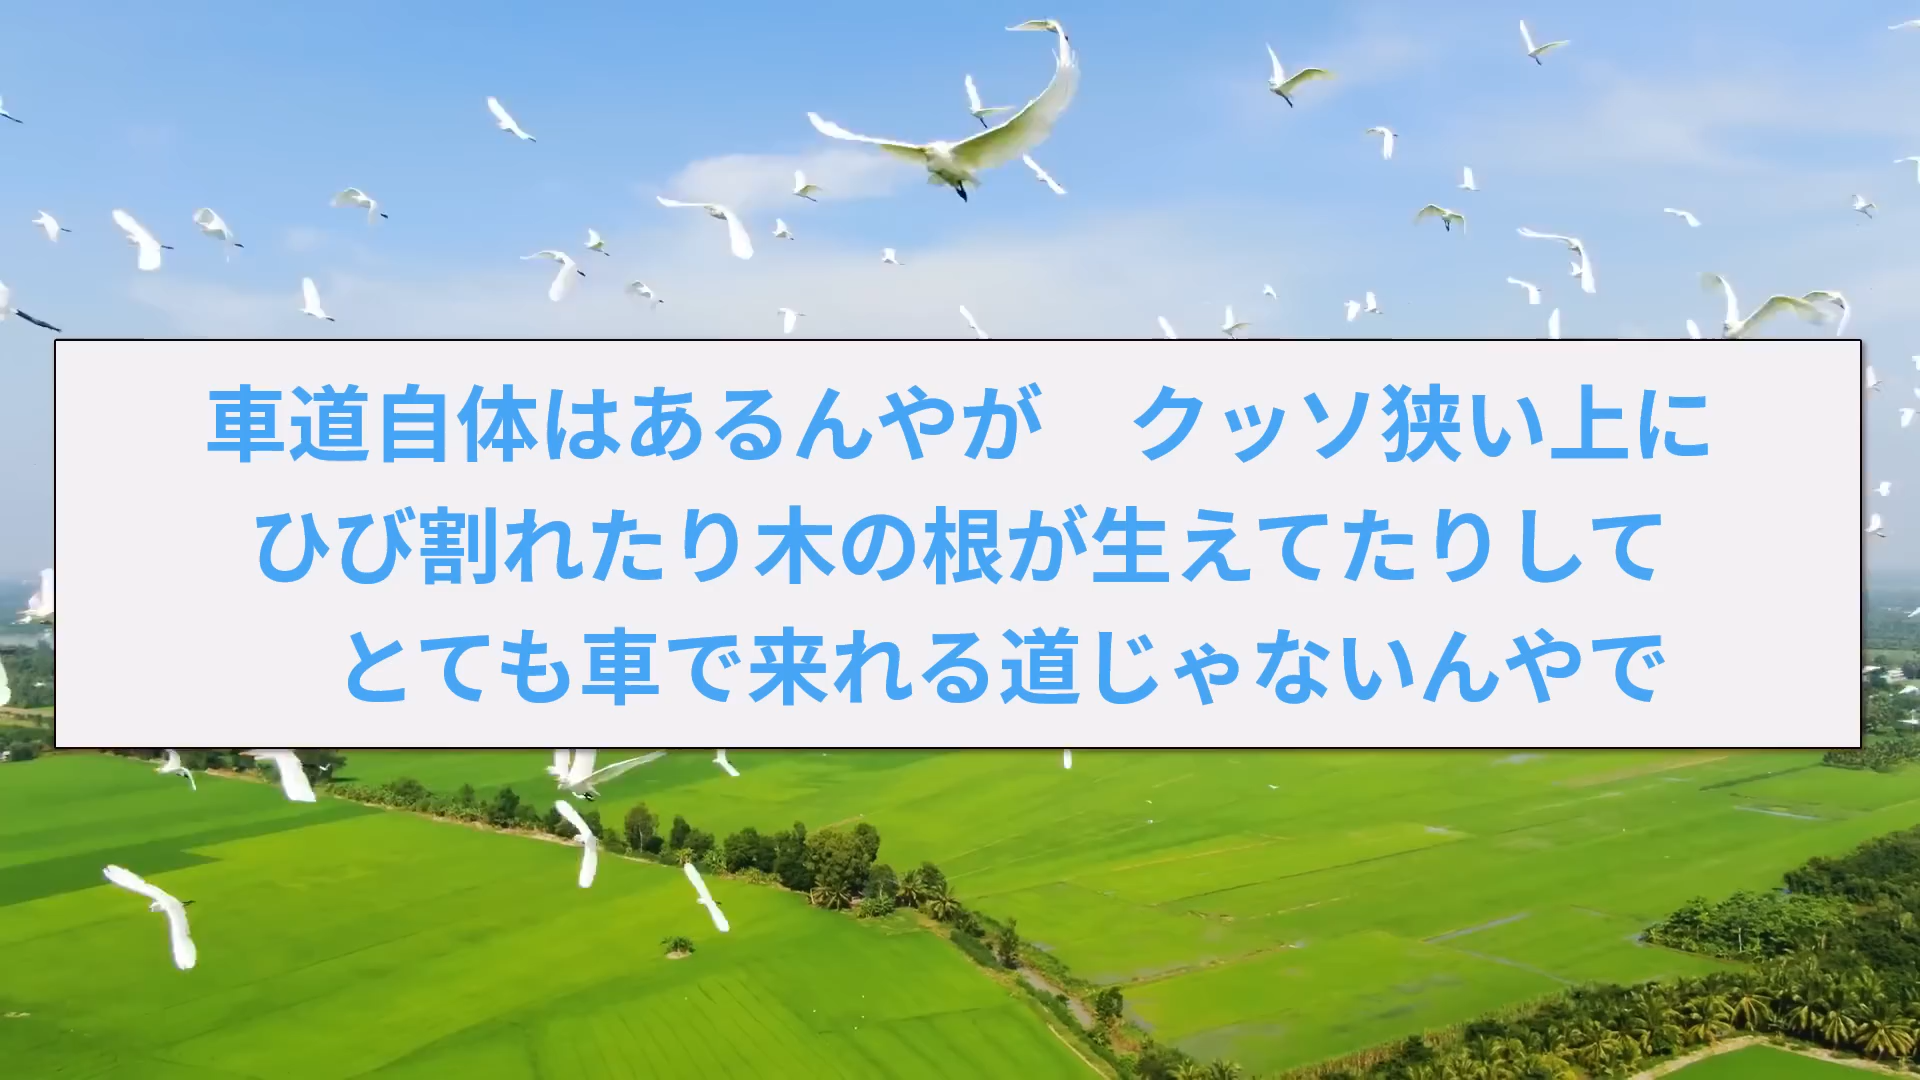 車道自体はあるんやが　クッソ狭い上に
ひび割れたり木の根が生えてたりして
とても車で来れる道じゃないんやで